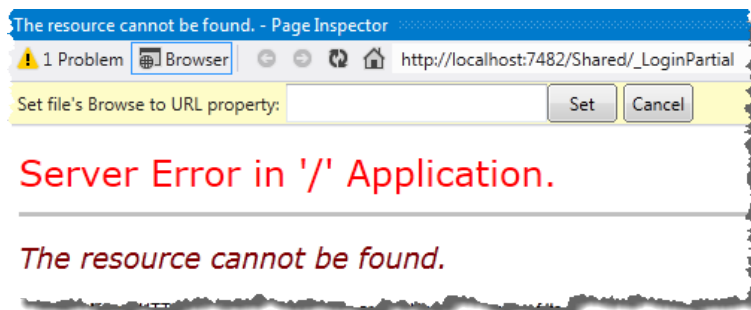 The resource cannot be found. - Page Inspector
1 Problem Browser http://localhost:7482/Shared/_LoginPartial
Set file's Browse to URL property: Set Cancel
Server Error in '/' Application.
The resource cannot be found.